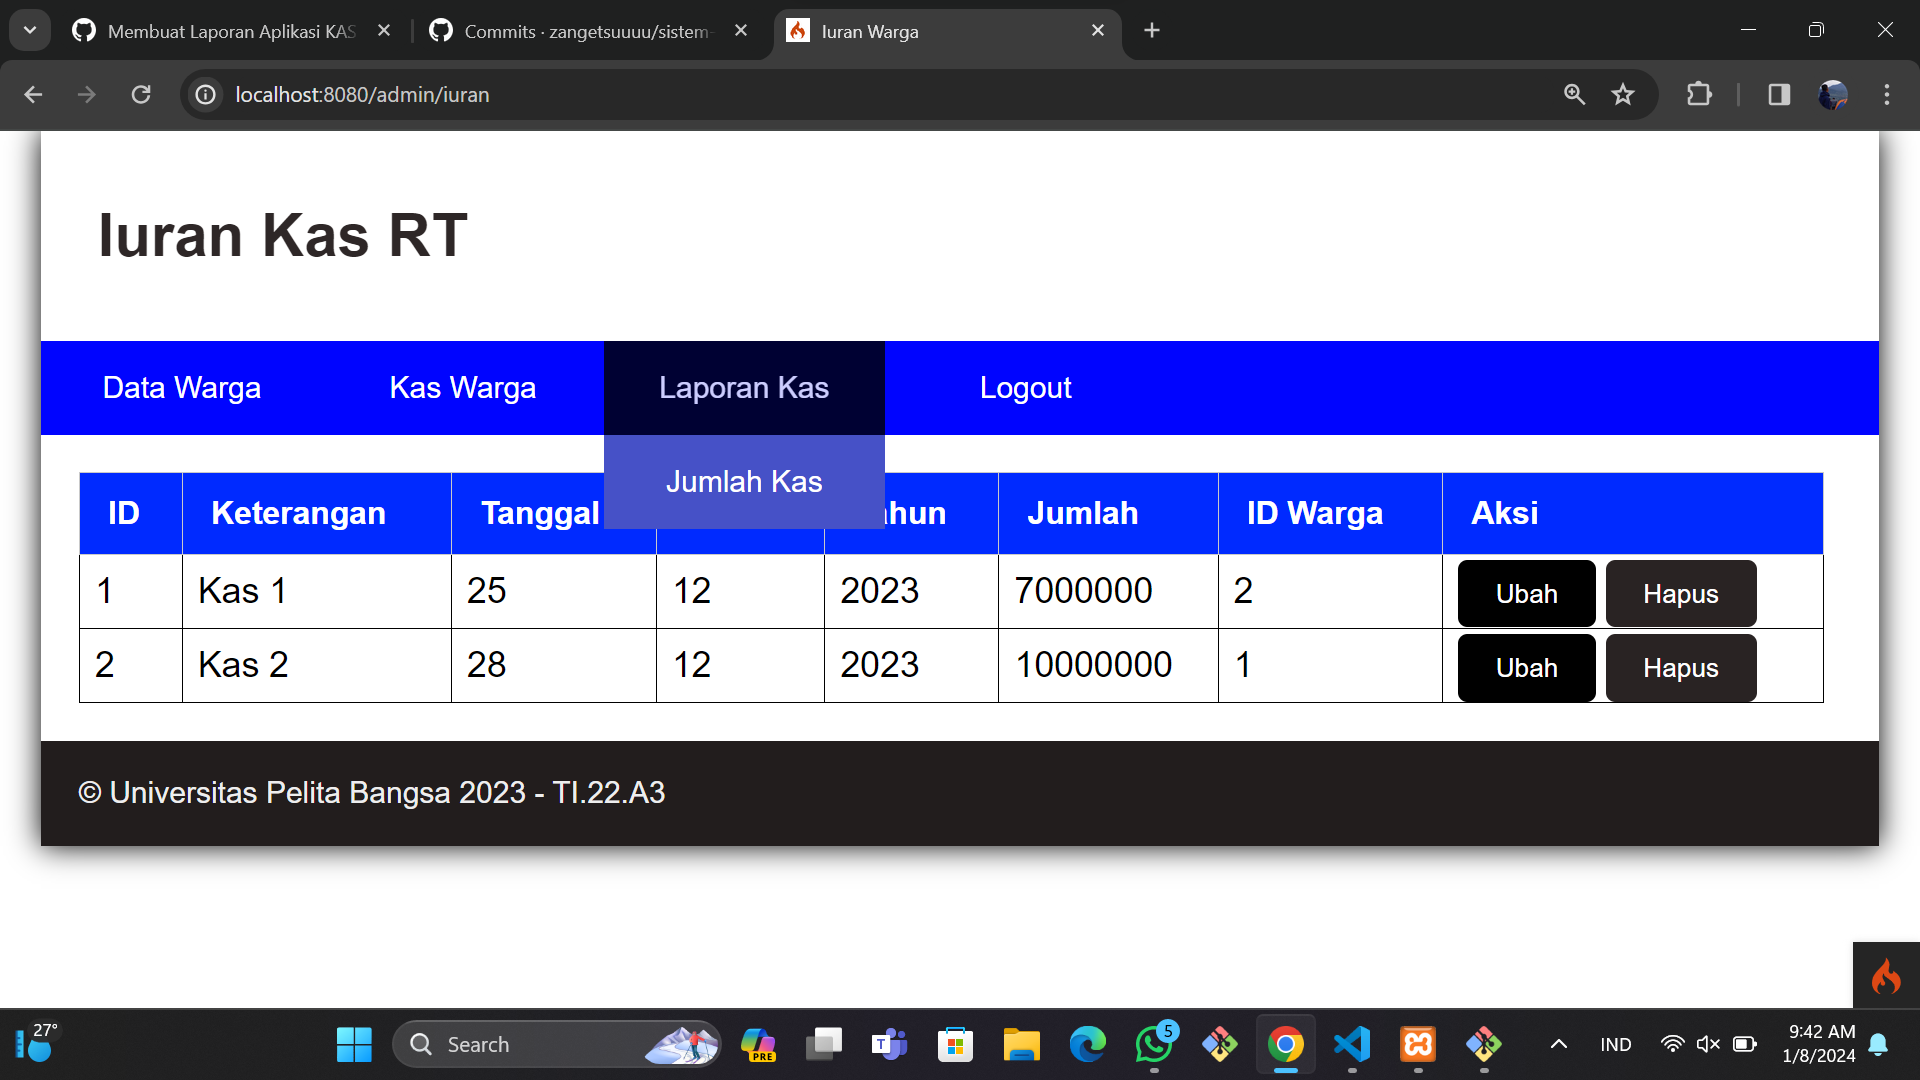 Membuat Laporan Aplikasi KAS
Commits · zangetsuuuu/sistem-
Iuran Warga
localhost:8080/admin/iuran
Iuran Kas RT
Data Warga
Kas Warga
Laporan Kas
Logout
Jumlah Kas
ID Keterangan Tanggal ahun Jumlah ID Warga Aksi
1 Kas 1 25 12 2023 7000000 2 Ubah Hapus
2 Kas 2 28 12 2023 10000000 1 Ubah Hapus
© Universitas Pelita Bangsa 2023 - TI.22.A3
27°
Search
PRE
T
5
IND
9:42 AM
1/8/2024